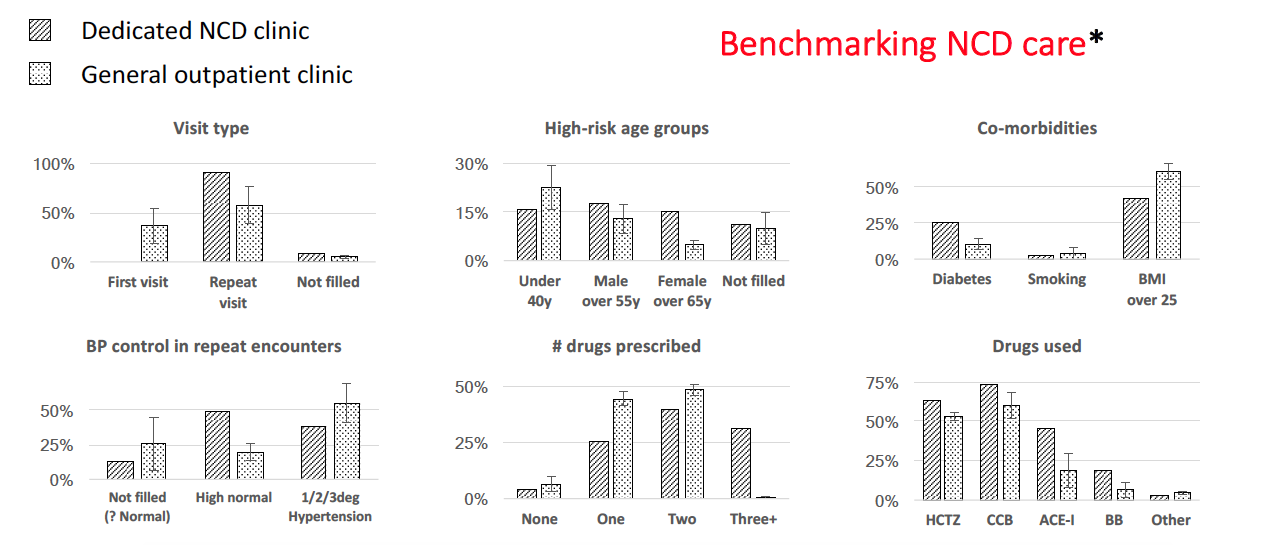 Dedicated NCD clinic
General outpatient clinic
Benchmarking NCD care*
Visit type
100%
50%
0%
First visit
Repeat
visit
Not filled
High-risk age groups
30%
15%
0%
Under
40y
Male
over 55y
Female
over 65y
Not filled
Co-morbidities
50%
25%
0%
Diabetes
Smoking
BMI
over 25
BP control in repeat encounters
50%
25%
0%
Not filled
(? Normal)
High normal
1/2/3deg
Hypertension
# drugs prescribed
50%
25%
0%
None
One
Two
Three+
Drugs used
75%
50%
25%
0%
HCTZ
CCB
ACE-I
BB
Other